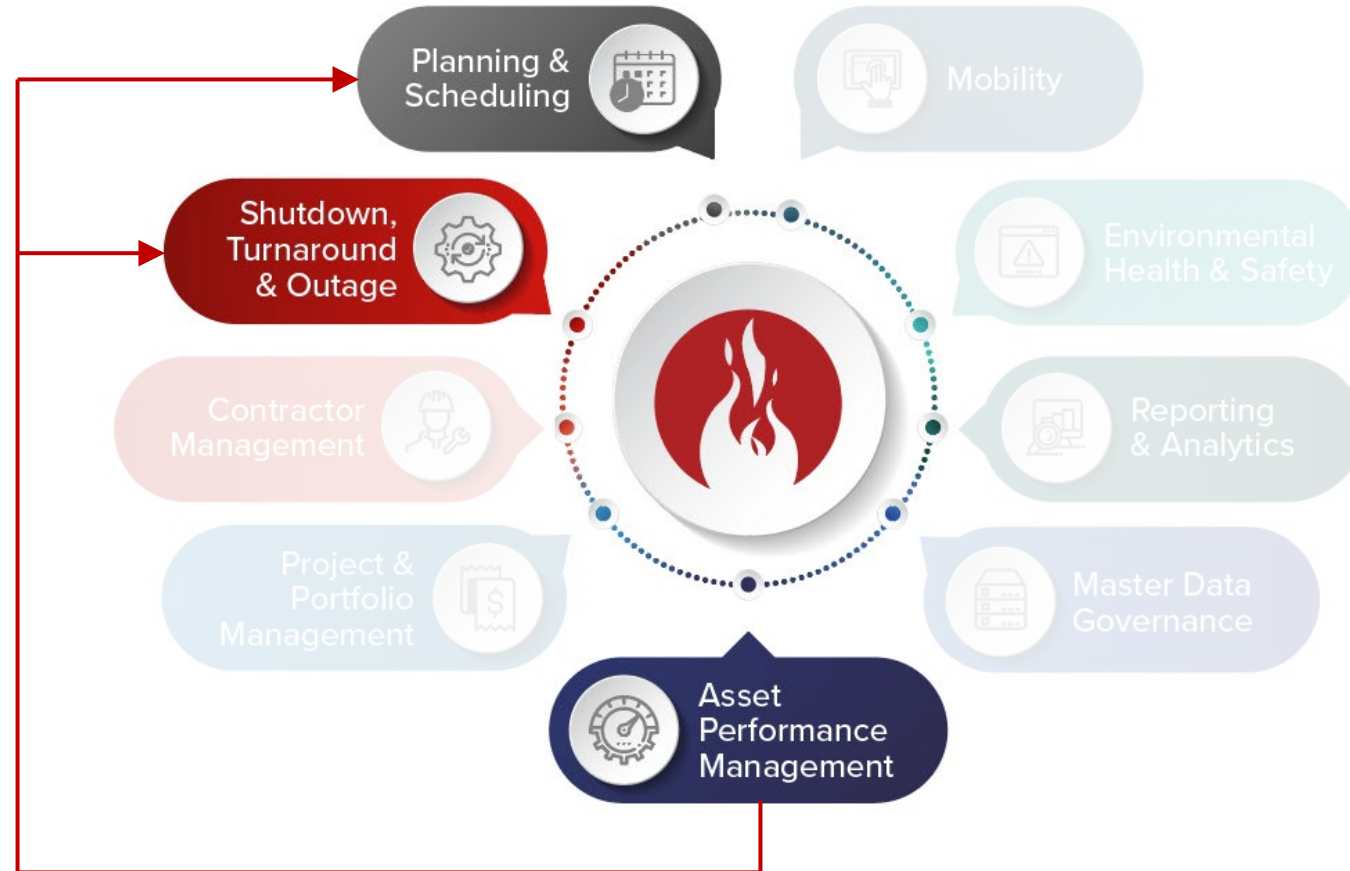 Planning &
Scheduling
Mobility
Shutdown,
Turnaround
& Outage
Environmental
Health & Safety
Contractor
Management
Reporting
& Analytics
Project &
Portfolio
Management
Master Data
Governance
Asset
Performance
Management